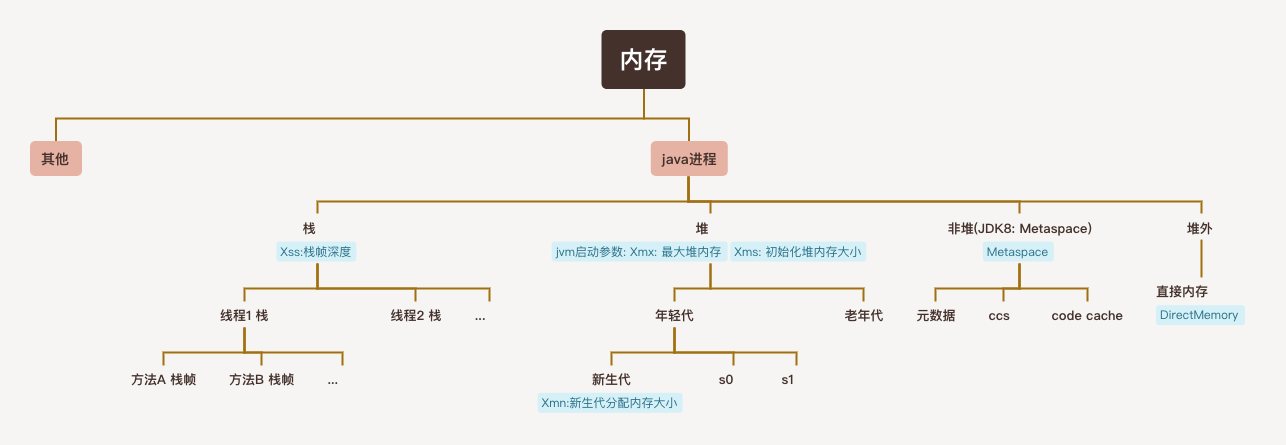 内存
其他
java进程
栈
堆
非堆(JDK8: Metaspace)
堆外
Xss:栈帧深度
jvm启动参数: Xmx: 最大堆内存
Xms: 初始化堆内存大小
Metaspace
直接内存
DirectMemory
线程1 栈
线程2 栈
...
年轻代
老年代
元数据
ccs
code cache
方法A 栈帧
方法B 栈帧
...
新生代
s0
s1
Xmn:新生代分配内存大小